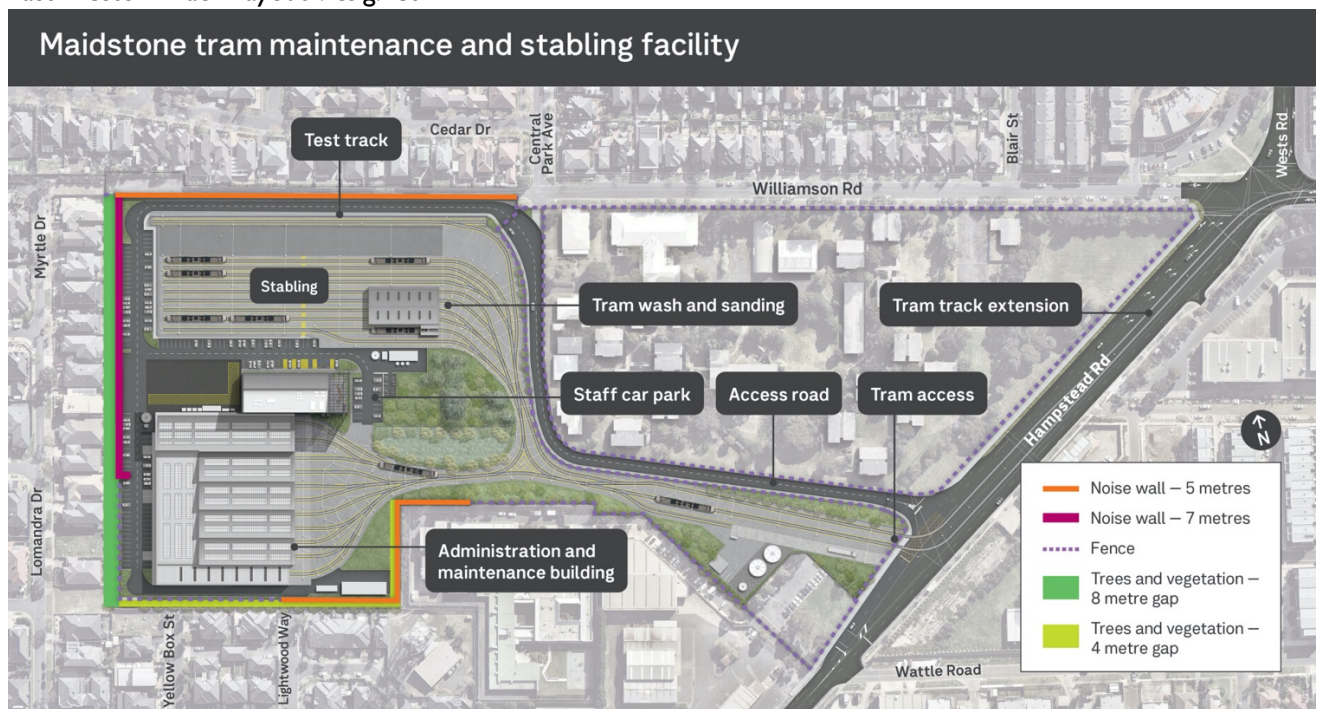 Maidstone tram maintenance and stabling facility
Test track
Cedar Dr
Central
Park Ave
Blair St
Wests Rd
Williamson Rd
Myrtle Dr
Stabling
Tram wash and sanding
Tram track extension
Staff car park
Access road
Tram access
Hampstead Rd
N
Lomandra Dr
Administration and
maintenance building
Yellow Box St
Lightwood Way
Wattle Road
Noise wall – 5 metres
Noise wall – 7 metres
Fence
Trees and vegetation –
8 metre gap
Trees and vegetation –
4 metre gap